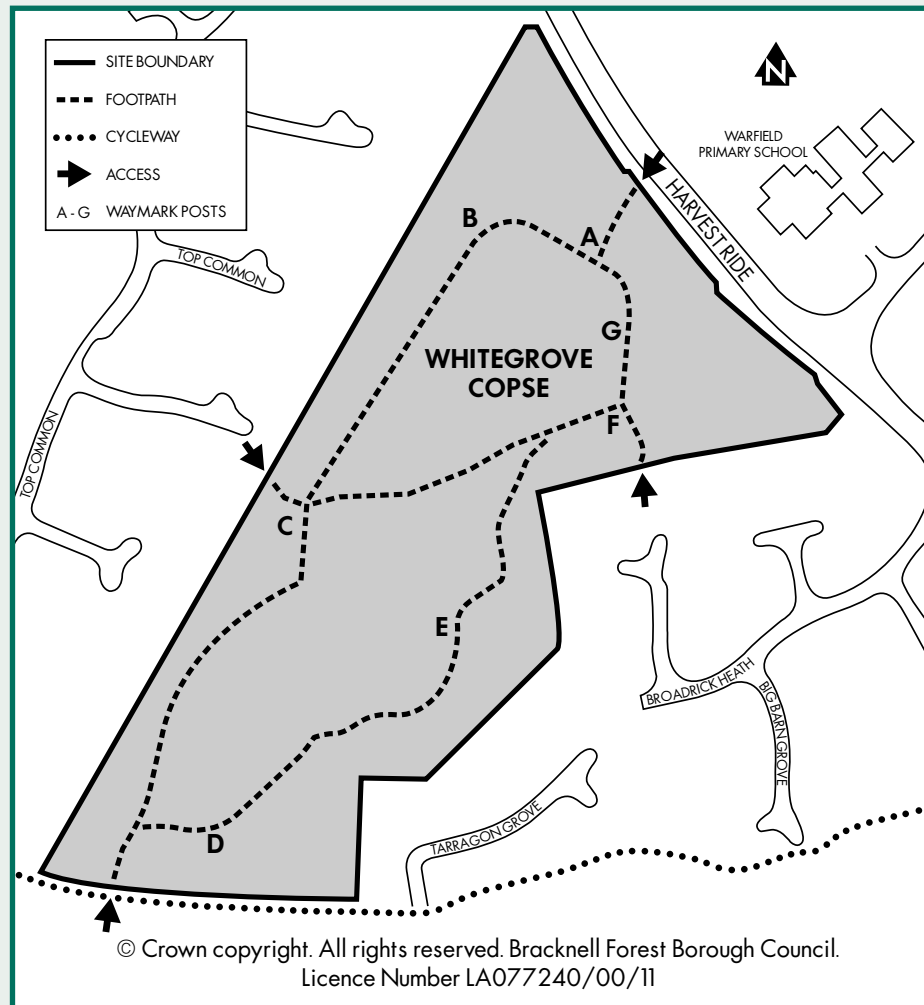 SITE BOUNDARY
FOOTPATH
CYCLEWAY
ACCESS
A - G WAYMARK POSTS
N
WARFIELD
PRIMARY SCHOOL
HARVEST RIDE
TOP COMMON
TOP COMMON
B
A
G
WHITEGROVE
COPSE
F
C
E
D
BROADRICK HEATH
BIG BARN GROVE
TARRAGON GROVE
© Crown copyright. All rights reserved. Bracknell Forest Borough Council.
Licence Number LA077240/00/11